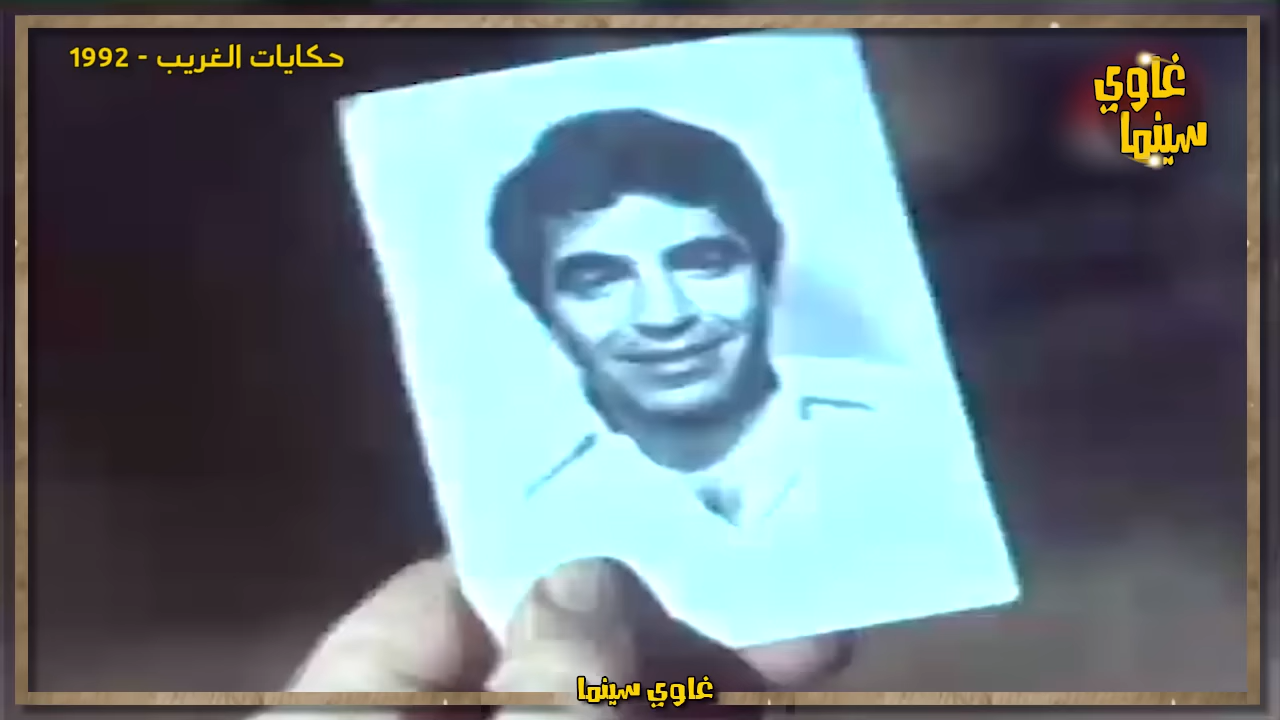 حكايات الغريب - 1992
غاوي
سينما
غاوي سينما